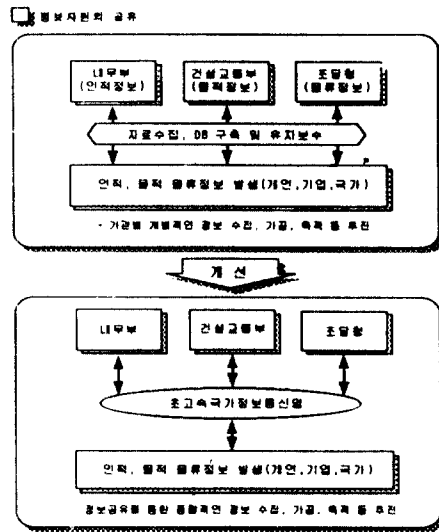 정보자원의 공유
내무부
(인적정보)
건설교통부
(물적정보)
조달청
(물류정보)
자료수집, DB 구축 및 유지보수
인적, 물적 물류정보 발생(개인,기업,국가)
- 기관별 개별적인 정보 수집, 가공, 축적 등 추진
개 선
내무부
건설교통부
조달청
초고속국가정보통신망
인적, 물적 물류정보 발생(개인,기업,국가)
정보공유를 통한 종합적인 정보 수집, 가공, 축적 등 추진